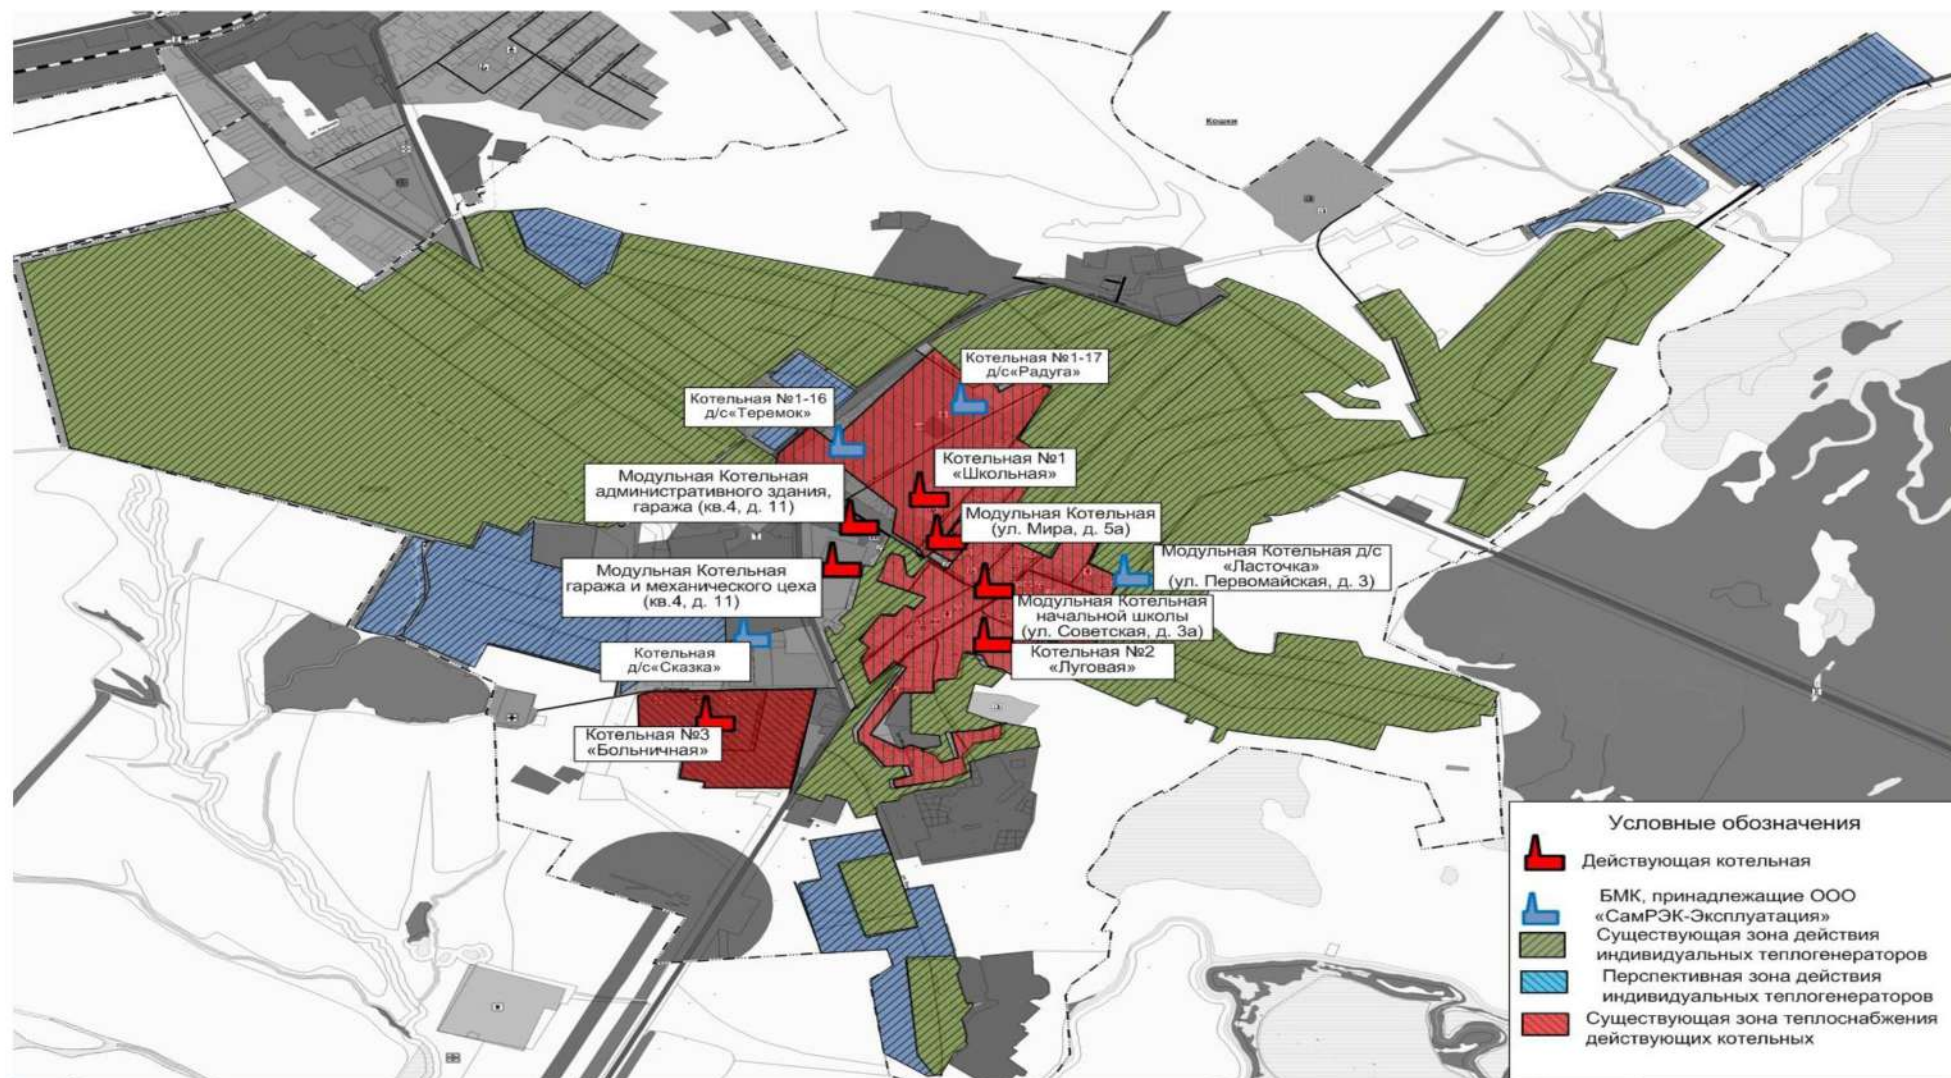 Кошки
Котельная №1-17
д/с«Радуга»
Котельная №1-16
д/с«Теремок»
Котельная №1
«Школьная»
Модульная Котельная
административного здания,
гаража (кв.4, д. 11)
Модульная Котельная
(ул. Мира, д. 5а)
Модульная Котельная д/с
«Ласточка»
(ул. Первомайская, д. 3)
Модульная Котельная
гаража и механического цеха
(кв.4, д. 11)
Модульная Котельная
начальной школы
(ул. Советская, д. 3а)
Котельная
д/с«Сказка»
Котельная №2
«Луговая»
Котельная №3
«Больничная»
Условные обозначения
Действующая котельная
БМК, принадлежащие ООО
«СамРЭК-Эксплуатация»
Существующая зона действия
индивидуальных теплогенераторов
Перспективная зона действия
индивидуальных теплогенераторов
Существующая зона теплоснабжения
действующих котельных